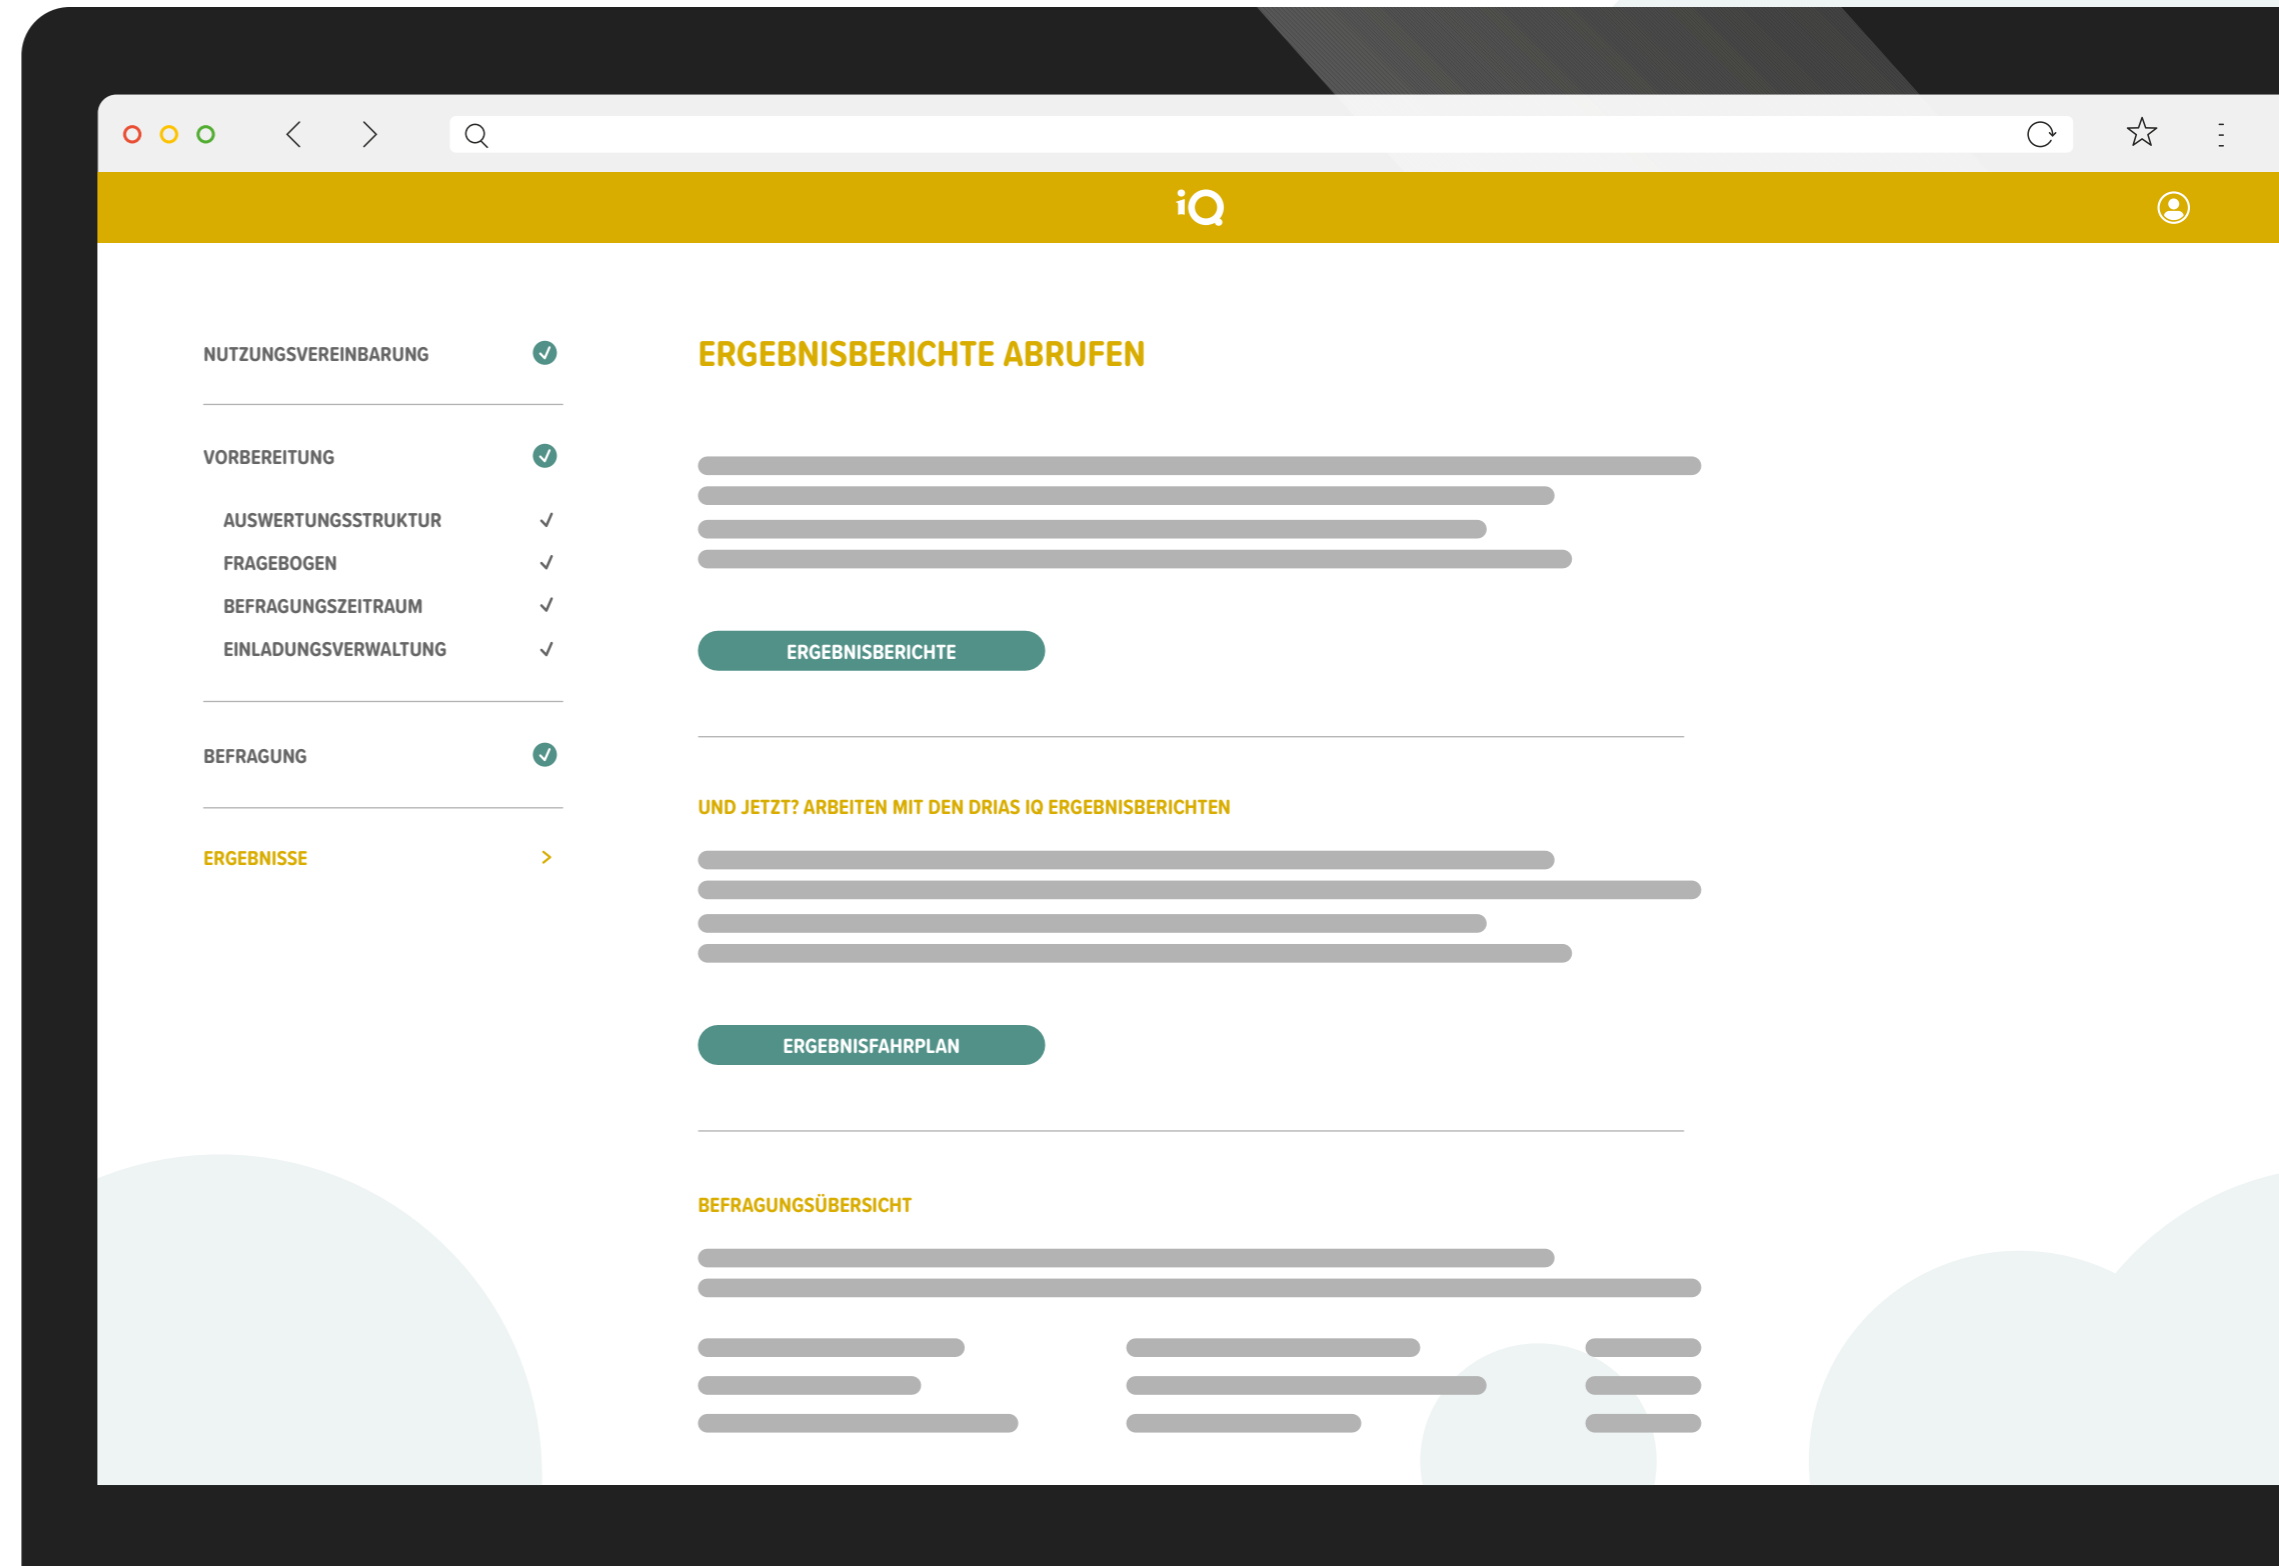 iQ
NUTZUNGSVEREINBARUNG
VORBEREITUNG
AUSWERTUNGSSTRUKTUR
FRAGEBOGEN
BEFRAGUNGSZEITRAUM
EINLADUNGSVERWALTUNG
BEFRAGUNG
ERGEBNISSE
ERGEBNISBERICHTE ABRUFEN
ERGEBNISBERICHTE
UND JETZT? ARBEITEN MIT DEN DRIAS IQ ERGEBNISBERICHTEN
ERGEBNISFAHRPLAN
BEFRAGUNGSÜBERSICHT